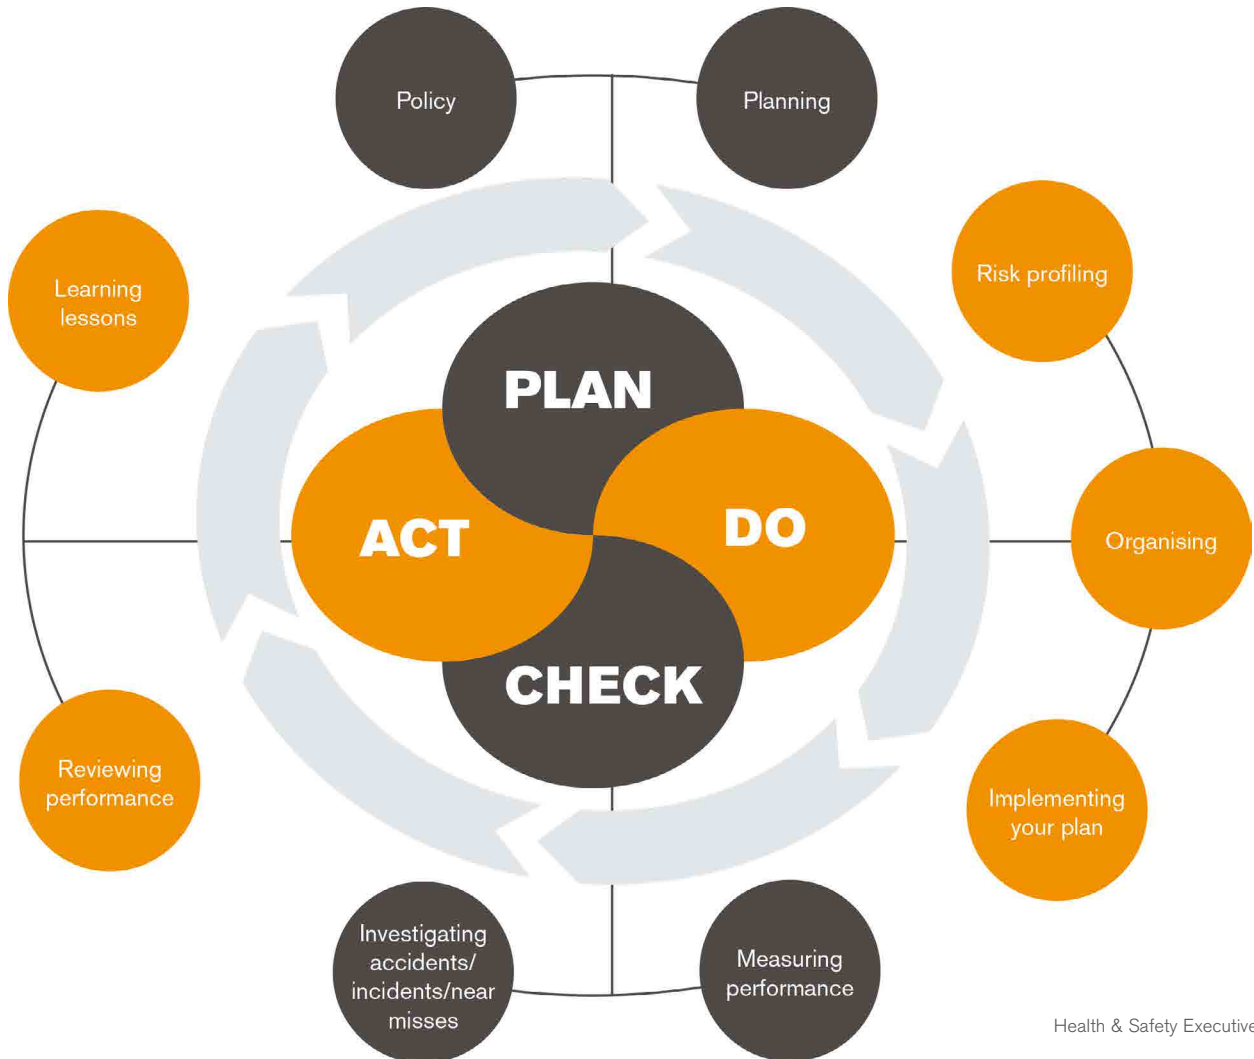 Policy
Planning
Risk profiling
Learning
lessons
PLAN
ACT
DO
Organising
CHECK
Reviewing
performance
Implementing
your plan
Investigating
accidents/
incidents/near
misses
Measuring
performance
Health & Safety Executive